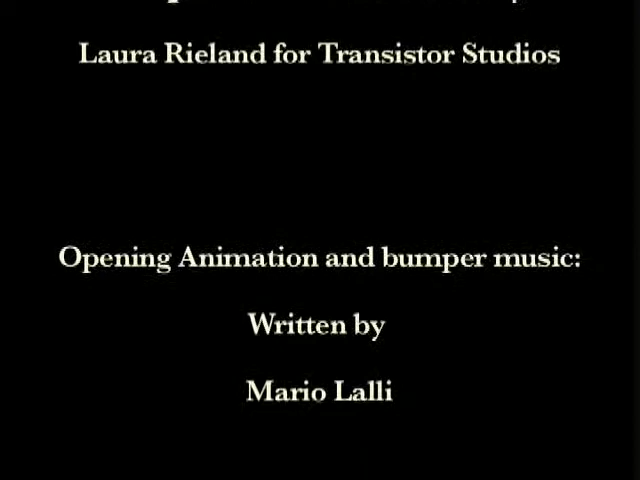 Laura Rieland for Transistor Studios
Opening Animation and bumper music:
Written by
Mario Lalli